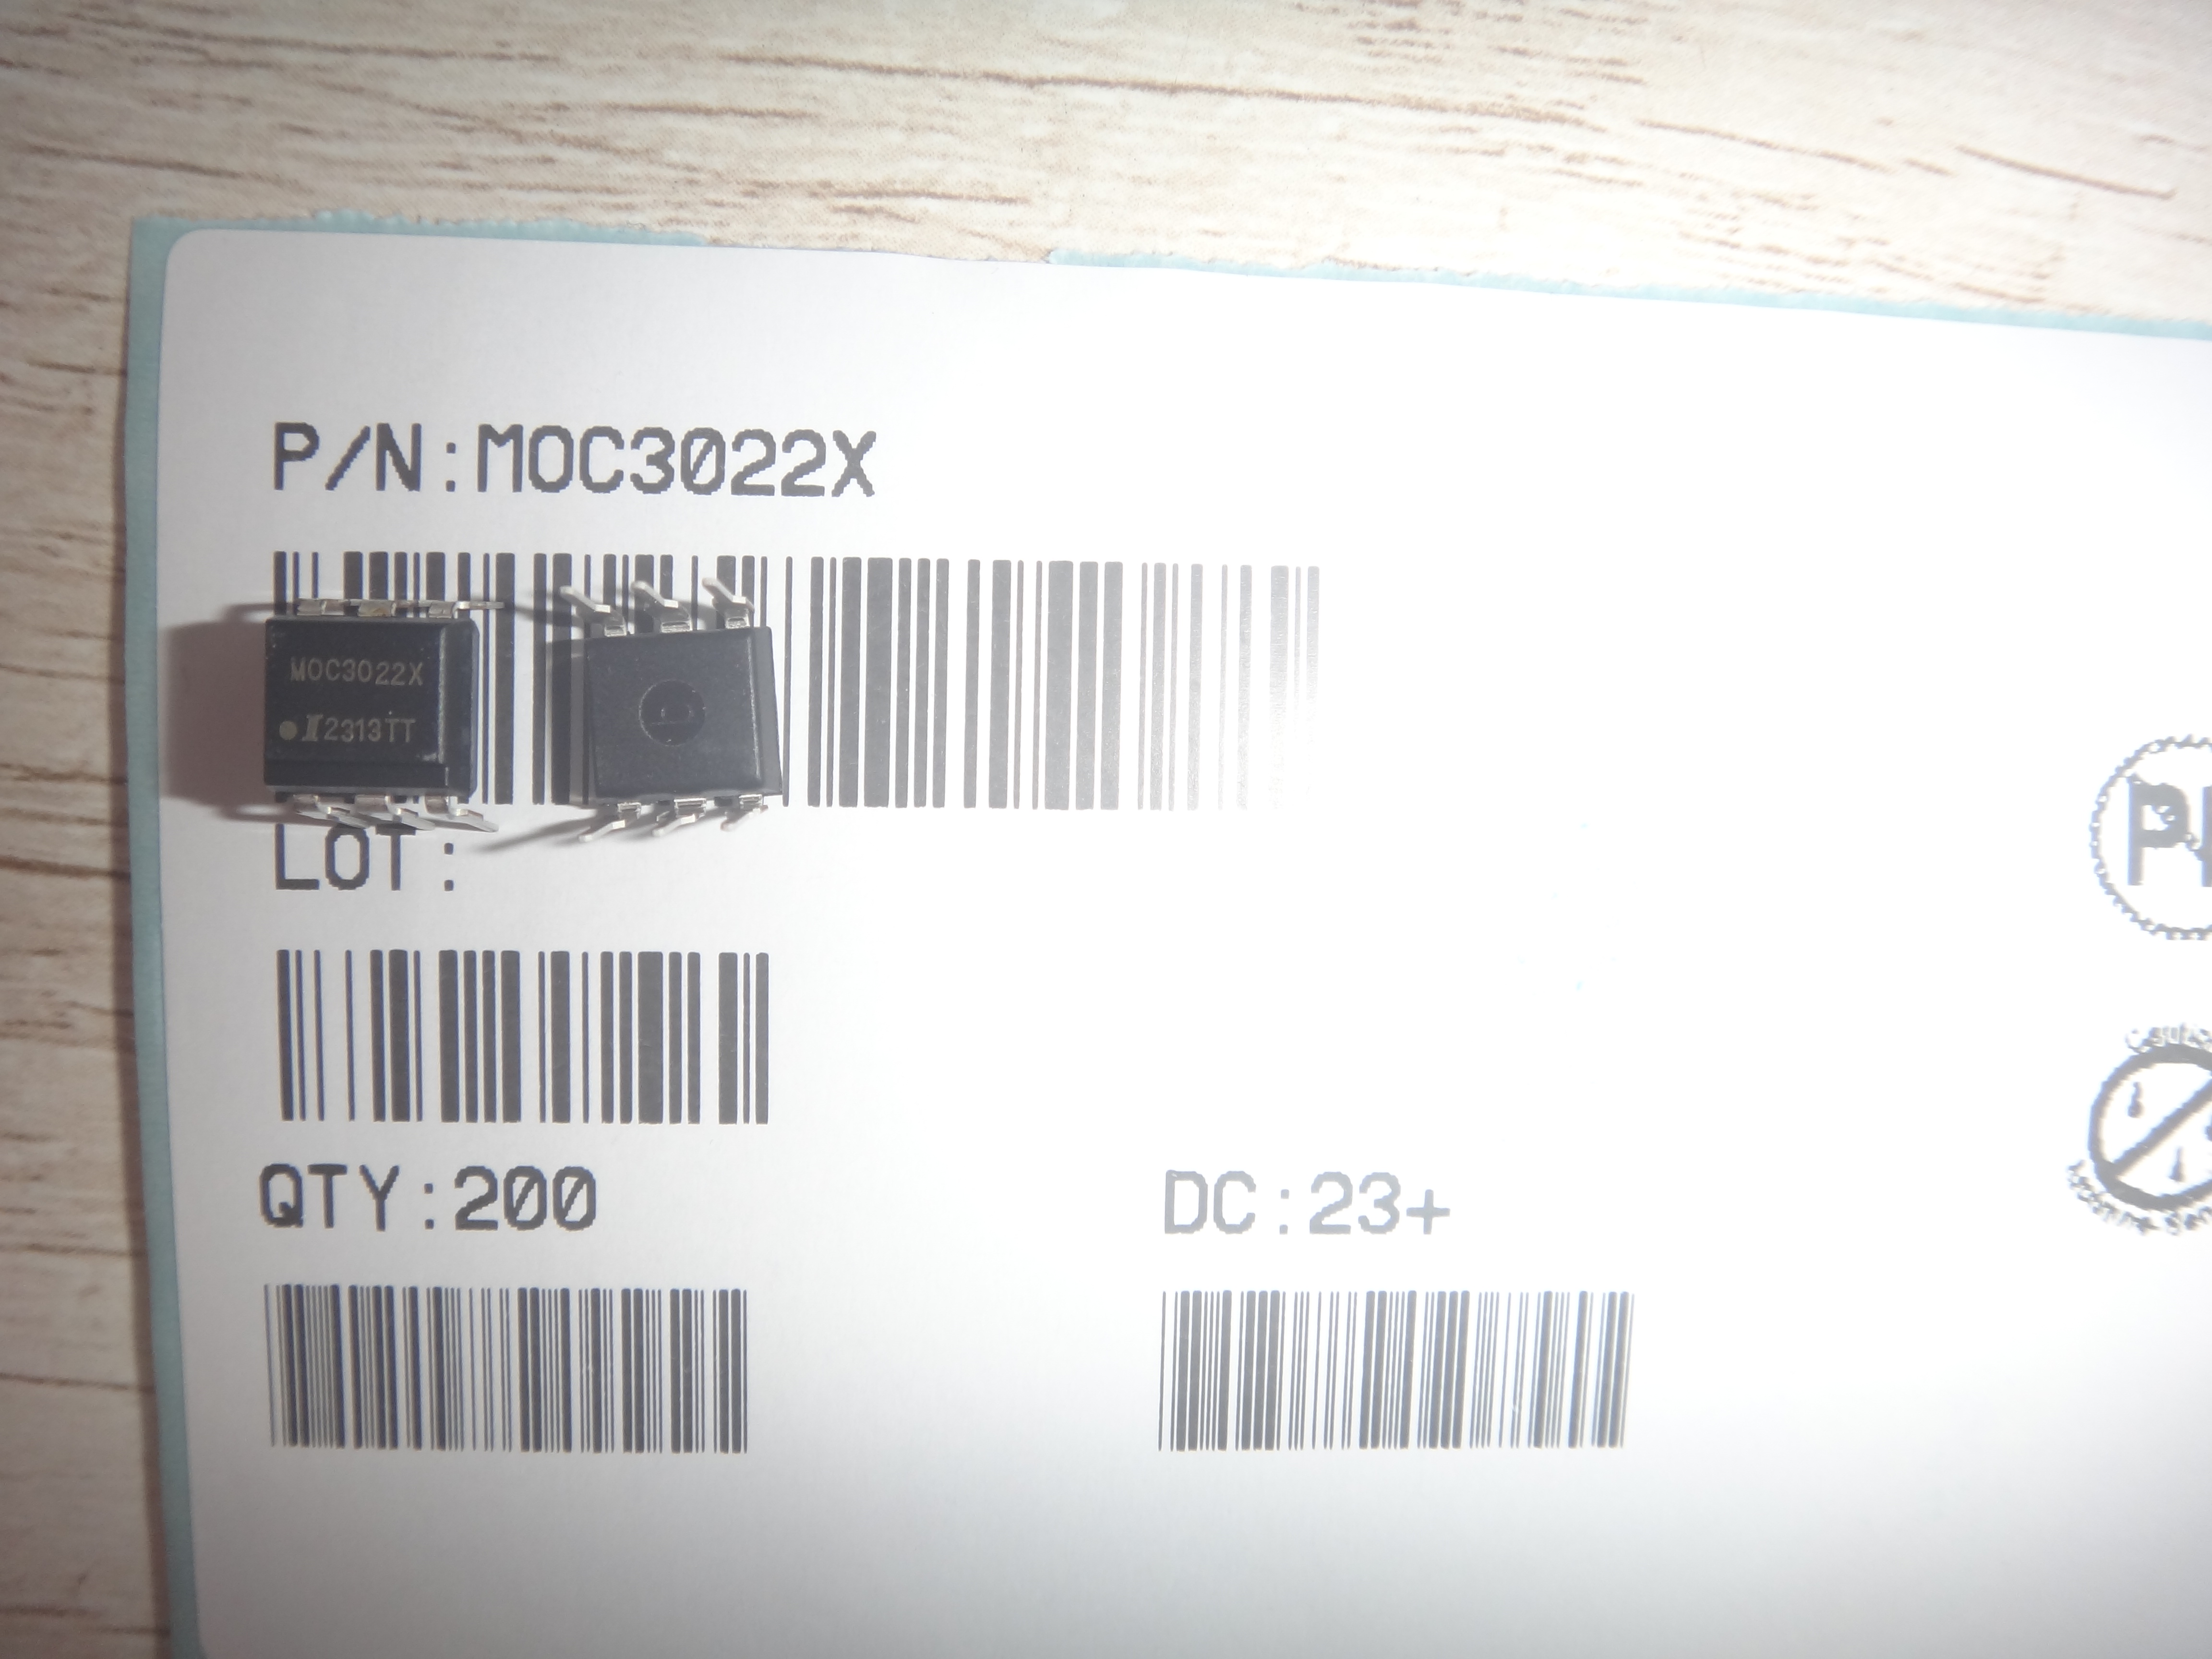 P/N:MOC3022X
MOC3022X
2313TT
LOT:
QTY:200
DC:23+